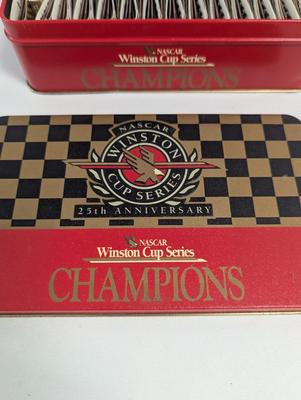 NASCAR
Winston Cup Series
CHAMPIONS
NASCAR
WINSTON
CUP SERIES
25th ANNIVERSARY
NASCAR
Winston Cup Series
CHAMPIONS